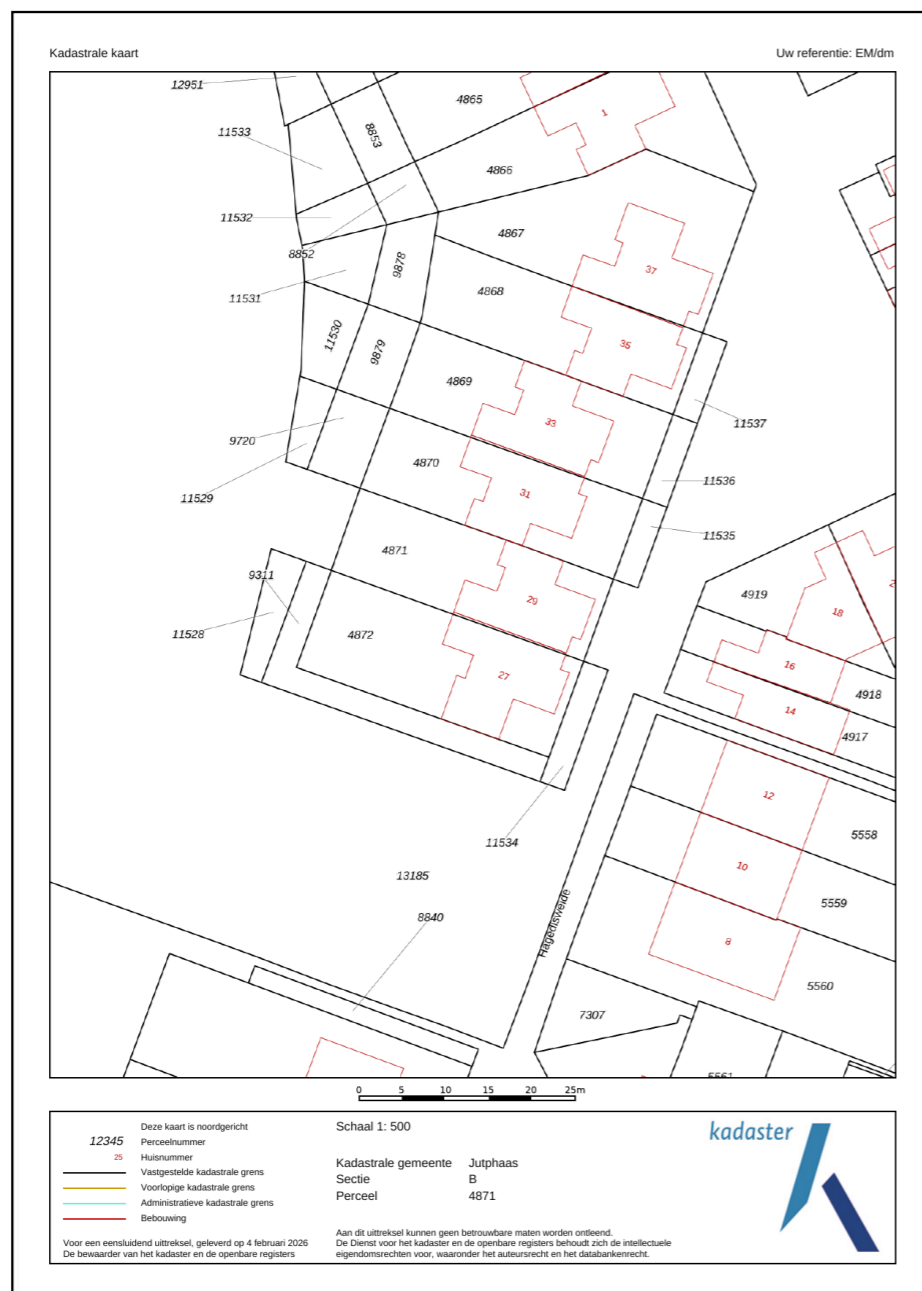 Kadastrale kaart
Uw referentie: EM/dm
12951
4865
1
11533
8853
4866
11532
4867
8852
9878
37
11531
4868
11530
9879
35
4869
11537
33
9720
4870
11529
31
11536
11535
4871
9311
29
4919
18
11528
4872
16
27
4918
14
4917
12
5558
11534
10
13185
5559
8840
Hagedisweide
8
5560
7307
5561
0 5 10 15 20 25m
Deze kaart is noordgericht
12345 Perceelnummer
25 Huisnummer
Vastgestelde kadastrale grens
Voorlopige kadastrale grens
Administratieve kadastrale grens
Bebouwing
Voor een eensluidend uittreksel, geleverd op 4 februari 2026
De bewaarder van het kadaster en de openbare registers
Schaal 1: 500
Kadastrale gemeente Jutphaas
Sectie B
Perceel 4871
Aan dit uittreksel kunnen geen betrouwbare maten worden ontleend.
De Dienst voor het kadaster en de openbare registers behoudt zich de intellectuele
eigendomsrechten voor, waaronder het auteursrecht en het databankenrecht.
kadaster